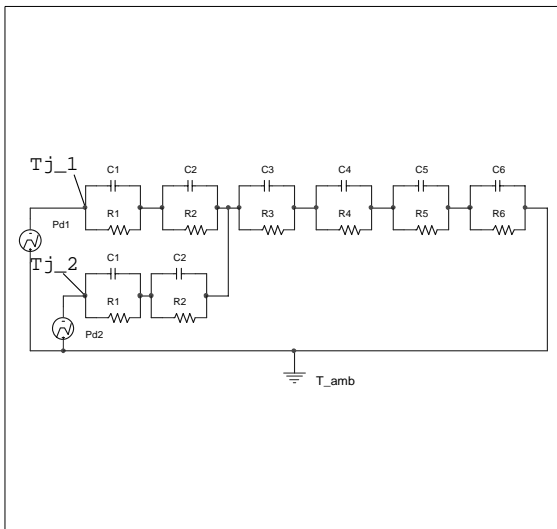 Tj_1
C1 C2 C3 C4 C5 C6
R1 R2 R3 R4 R5 R6
Pd1
Tj_2
C1 C2
R1 R2
Pd2
T_amb